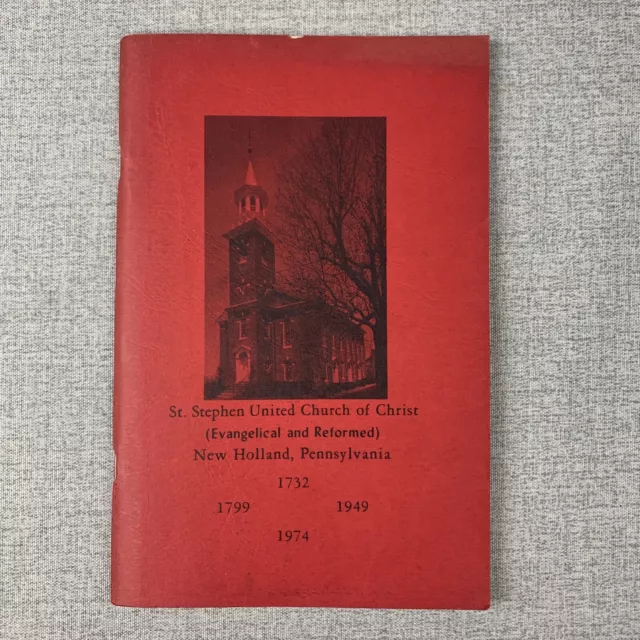 St. Stephen United Church of Christ
(Evangelical and Reformed)
New Holland, Pennsylvania
1732
1799 1949
1974